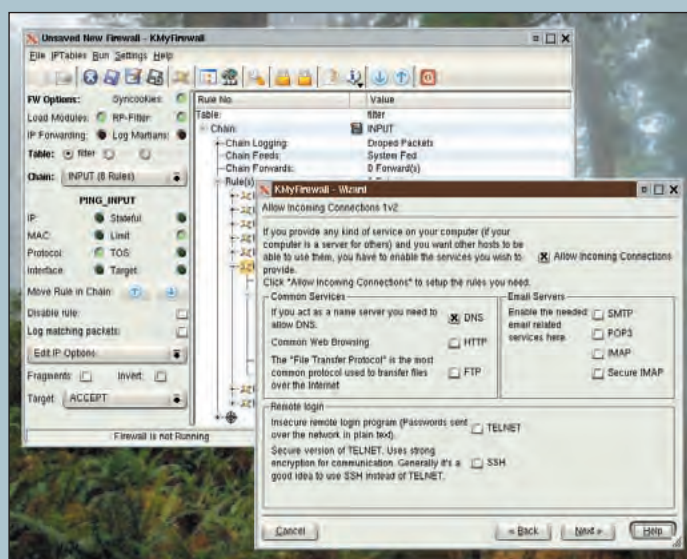 Unsaved New Firewall - KMyFirewall
File IPTables Run Settings Help
FW Options: Syncookies:
Load Modules: RP-Filter:
IP Forwarding: Log Martians:
Table: filter
Chain: INPUT (8 Rules)
PING_INPUT
IP: Stateful:
MAC: Limit:
Protocol: TOS:
Interface: Target:
Move Rule in Chain:
Disable rule:
Log matching packets:
Edit IP Options
Fragments: Invert:
Target: ACCEPT
Firewall is not Running
Rule No. Value
Table: filter
Chain: INPUT
Chain Logging: Droped Packets
Chain Feeds: System Fed
Chain Forwards: 0 Forward(s)
Rule(s)
KMyFirewall - Wizard
Allow Incoming Connections 1v2
If you provide any kind of service on your computer (if your
computer is a server for others) and you want other hosts to be
able to use them, you have to enable the services you wish to
provide.
Click "Allow Incoming Connections" to setup the rules you need.
Allow Incoming Connections
Common Services
If you act as a name server you need to
allow DNS.
DNS
Common Web Browsing
HTTP
The "File Transfer Protocol" is the most
common protocol used to transfer files
over the Internet
FTP
Email Servers
Enable the needed
email related
services here.
SMTP
POP3
IMAP
Secure IMAP
Remote login
Insecure remote login program (Passwords sent
over the network in plain text).
TELNET
Secure version of TELNET. Uses strong
encryption for communication. Generally it's a
good idea to use SSH instead of TELNET.
SSH
Cancel
« Back
Next »
Help